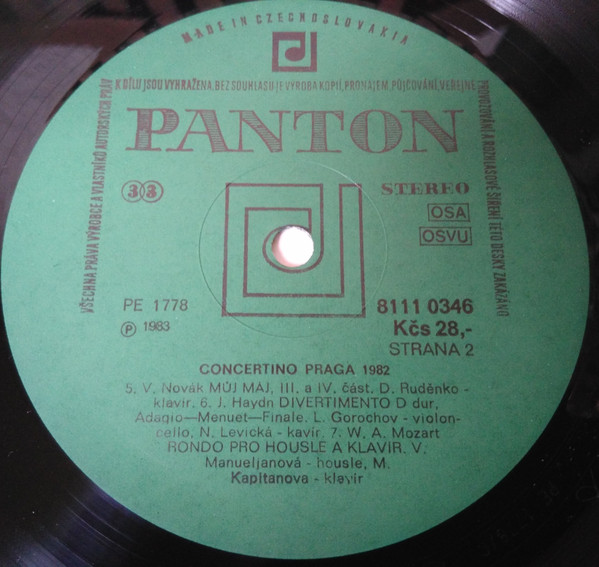 MADE IN CZECHOSLOVAKIA
VŠECHNA PRÁVA VÝROBCE A VLASTNÍKŮ AUTORSKÝCH PRÁV
K DÍLU JSOU VYHRAŽENA. BEZ SOUHLASU JE VÝROBA KOPIÍ, PRONÁJEM, PŮJČOVÁNÍ, VEREJNÉ
PROVOZOVÁNÍ A ROZHLASOVÉ ŠÍŘENÍ TÉTO DESKY ZAKÁZÁNO
PANTON
33
STEREO
OSA
OSVU
PE 1778
8111 0346
Ⓟ 1983
Kčs 28,-
STRANA 2
CONCERTINO PRAGA 1982
5. V. Novák MŮJ MÁJ, III. a IV. část. D. Ruděnko -
klavír. 6. J. Haydn DIVERTIMENTO D dur,
Adagio—Menuet—Finale. L. Gorochov - violon-
cello, N. Levická - kavír. 7. W. A. Mozart
RONDO PRO HOUSLE A KLAVÍR. V.
Manueljanová - housle, M.
Kapitanova - klavír